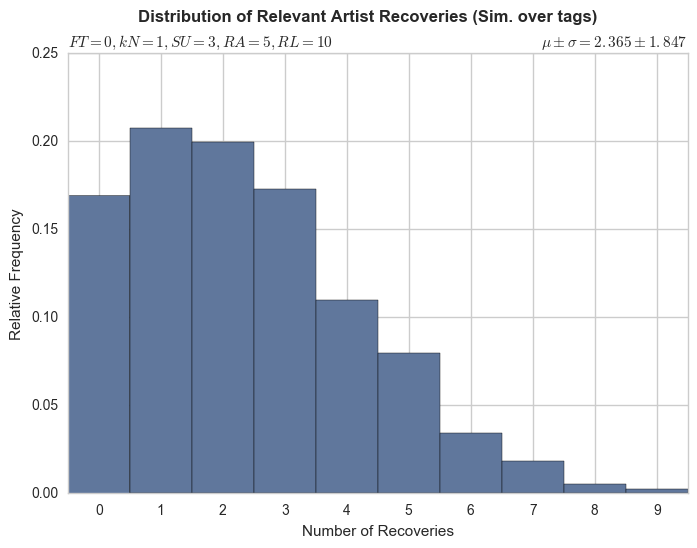 Distribution of Relevant Artist Recoveries (Sim. over tags)
FT = 0, kN = 1, SU = 3, RA = 5, RL = 10
μ ± σ = 2.365 ± 1.847
0.25
0.20
0.15
0.10
0.05
0.00
Relative Frequency
0 1 2 3 4 5 6 7 8 9
Number of Recoveries